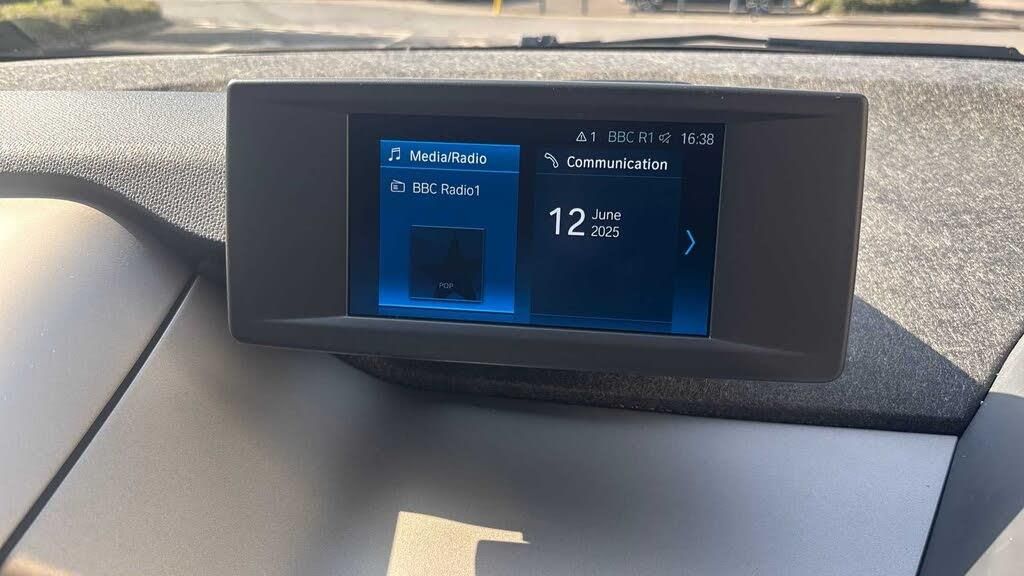 1 BBC R1 16:38
Media/Radio
BBC Radio1
POP
Communication
12 June
2025